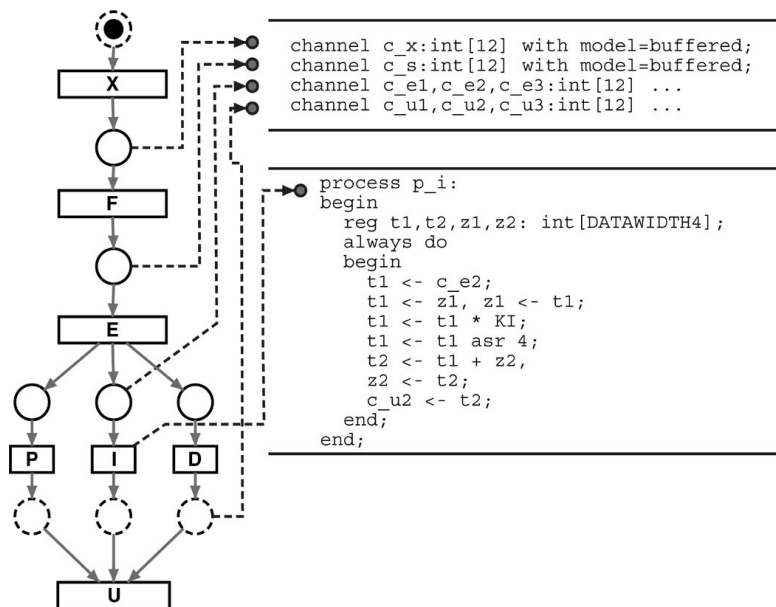 X
F
E
P
I
D
U
channel c_x:int[12] with model=buffered;
channel c_s:int[12] with model=buffered;
channel c_e1,c_e2,c_e3:int[12] ...
channel c_u1,c_u2,c_u3:int[12] ...
process p_i:
begin
reg t1,t2,z1,z2: int[DATAWIDTH4];
always do
begin
t1 <- c_e2;
t1 <- z1, z1 <- t1;
t1 <- t1 * KI;
t1 <- t1 asr 4;
t2 <- t1 + z2,
z2 <- t2;
c_u2 <- t2;
end;
end;